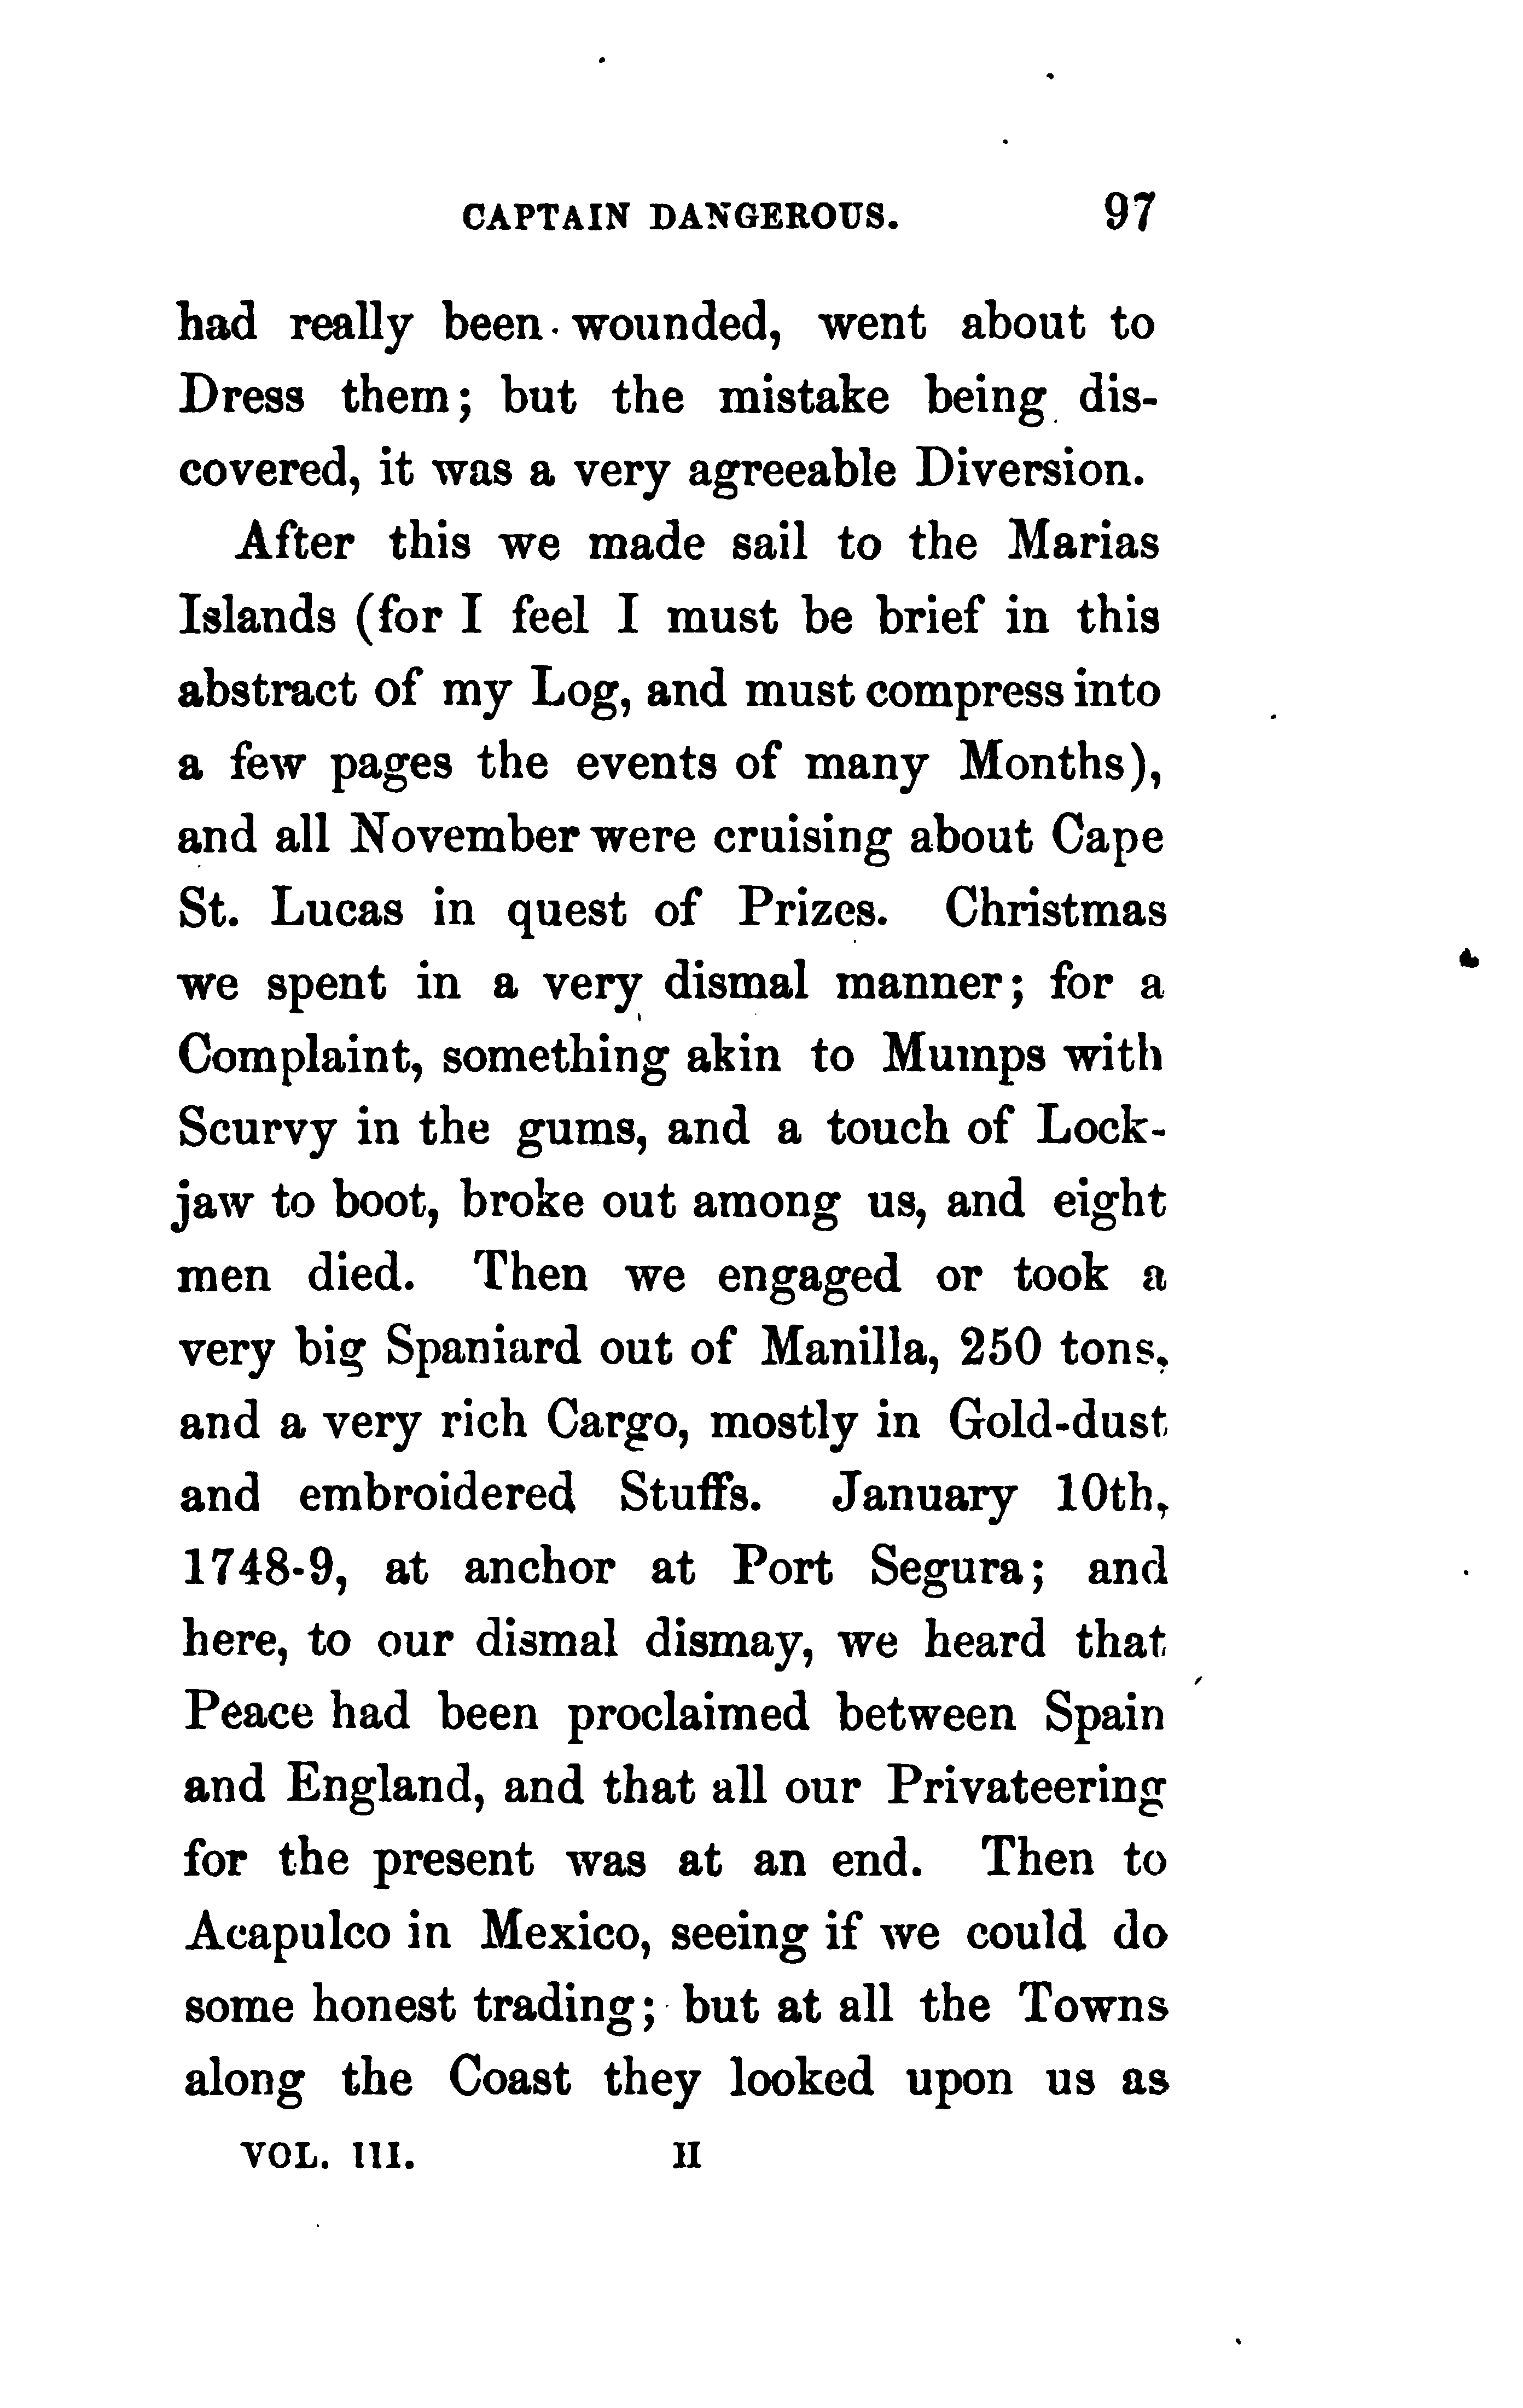 CAPTAIN DANGEROUS. 97
had really been wounded, went about to
Dress them; but the mistake being dis-
covered, it was a very agreeable Diversion.
After this we made sail to the Marias
Islands (for I feel I must be brief in this
abstract of my Log, and must compress into
a few pages the events of many Months),
and all November were cruising about Cape
St. Lucas in quest of Prizes. Christmas
we spent in a very dismal manner; for a
Complaint, something akin to Mumps with
Scurvy in the gums, and a touch of Lock-
jaw to boot, broke out among us, and eight
men died. Then we engaged or took a
very big Spaniard out of Manilla, 250 tons,
and a very rich Cargo, mostly in Gold-dust
and embroidered Stuffs. January 10th,
1748-9, at anchor at Port Segura; and
here, to our dismal dismay, we heard that
Peace had been proclaimed between Spain
and England, and that all our Privateering
for the present was at an end. Then to
Acapulco in Mexico, seeing if we could do
some honest trading; but at all the Towns
along the Coast they looked upon us as
VOL. III. H